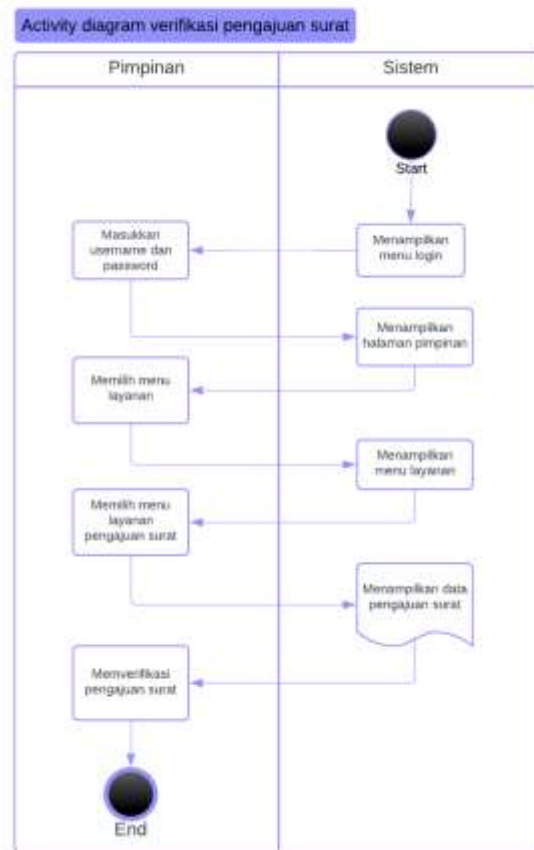 Activity diagram verifikasi pengajuan surat
Pimpinan
Sistem
Start
Menampilkan
menu login
Masukkan
username dan
password
Menampilkan
halaman pimpinan
Memilih menu
layanan
Menampilkan
menu layanan
Memilih menu
layanan
pengajuan surat
Menampilkan data
pengajuan surat
Memverifikasi
pengajuan surat
End